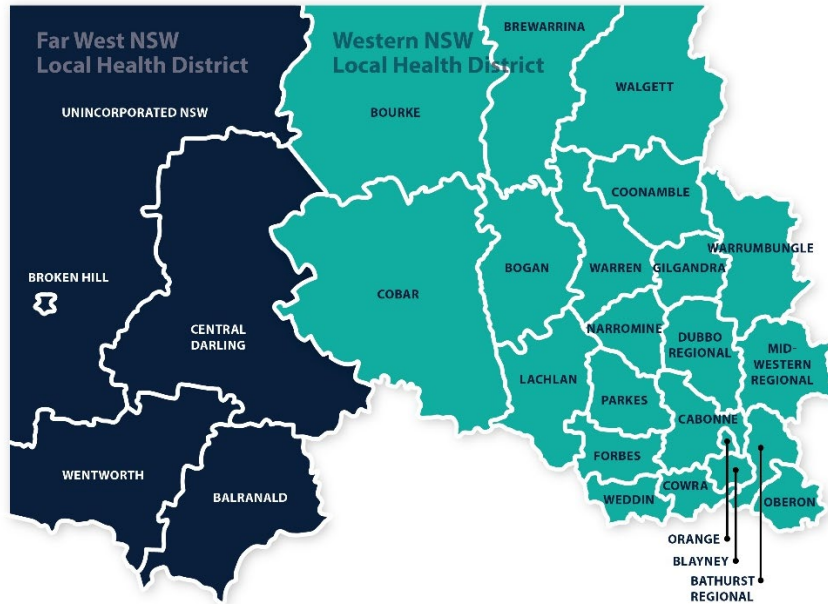 Far West NSW
Local Health District
Western NSW
Local Health District
BREWARRINA
WALGETT
UNINCORPORATED NSW
BOURKE
COONAMBLE
WARRUMBUNGLE
BROKEN HILL
BOGAN
WARREN
GILGANDRA
COBAR
CENTRAL
DARLING
NARROMINE
DUBBO
REGIONAL
MID-
WESTERN
REGIONAL
LACHLAN
PARKES
CABONNE
FORBES
WENTWORTH
BALRANALD
WEDDIN
COWRA
OBERON
ORANGE
BLAYNEY
BATHURST
REGIONAL